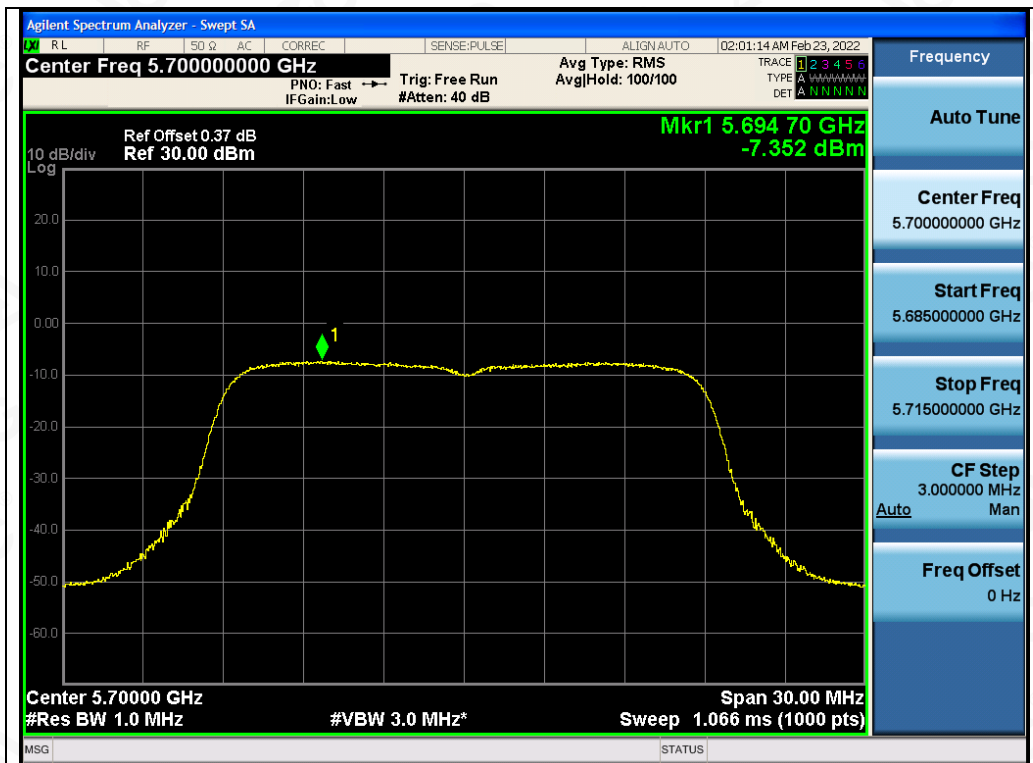 Agilent Spectrum Analyzer - Swept SA
LXI RL RF 50 Ω AC CORREC SENSE:PULSE ALIGN AUTO 02:01:14 AM Feb 23, 2022
Center Freq 5.700000000 GHz
PNO: Fast
IFGain:Low
Trig: Free Run
#Atten: 40 dB
Avg Type: RMS
Avg|Hold: 100/100
TRACE 1 2 3 4 5 6
TYPE A WWWWW
DET A N N N N N
Frequency
Ref Offset 0.37 dB
10 dB/div Ref 30.00 dBm
Log
Mkr1 5.694 70 GHz
-7.352 dBm
20.0
10.0
0.00
1
-10.0
-20.0
-30.0
-40.0
-50.0
-60.0
Center 5.70000 GHz Span 30.00 MHz
#Res BW 1.0 MHz #VBW 3.0 MHz* Sweep 1.066 ms (1000 pts)
Auto Tune
Center Freq
5.700000000 GHz
Start Freq
5.685000000 GHz
Stop Freq
5.715000000 GHz
CF Step
3.000000 MHz
Auto Man
Freq Offset
0 Hz
MSG STATUS